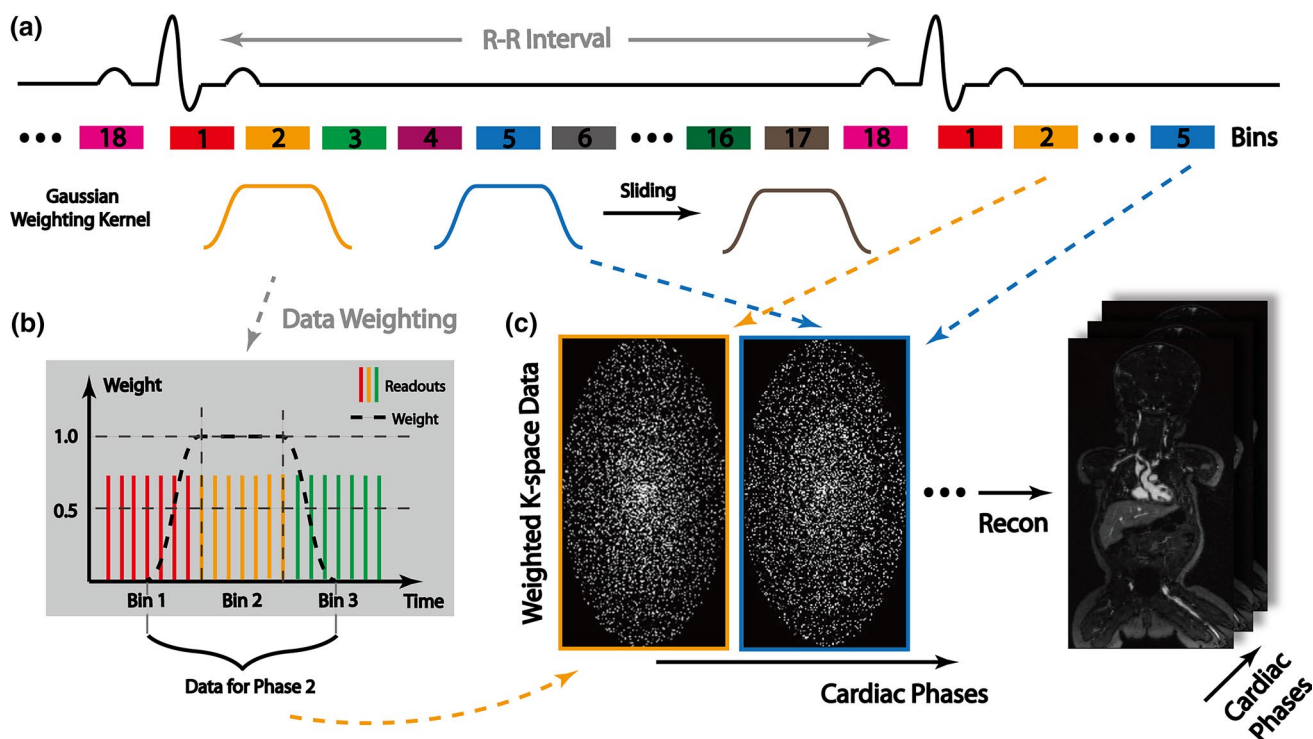 (a)
R-R Interval
••• 18 1 2 3 4 5 6 ••• 16 17 18 1 2 ••• 5 Bins
Gaussian
Weighting Kernel
Sliding
(b)
Data Weighting
Weight
Readouts
Weight
1.0
0.5
Bin 1 Bin 2 Bin 3 Time
Data for Phase 2
(c)
Weighted K-space Data
•••
Recon
Cardiac Phases
Cardiac
Phases